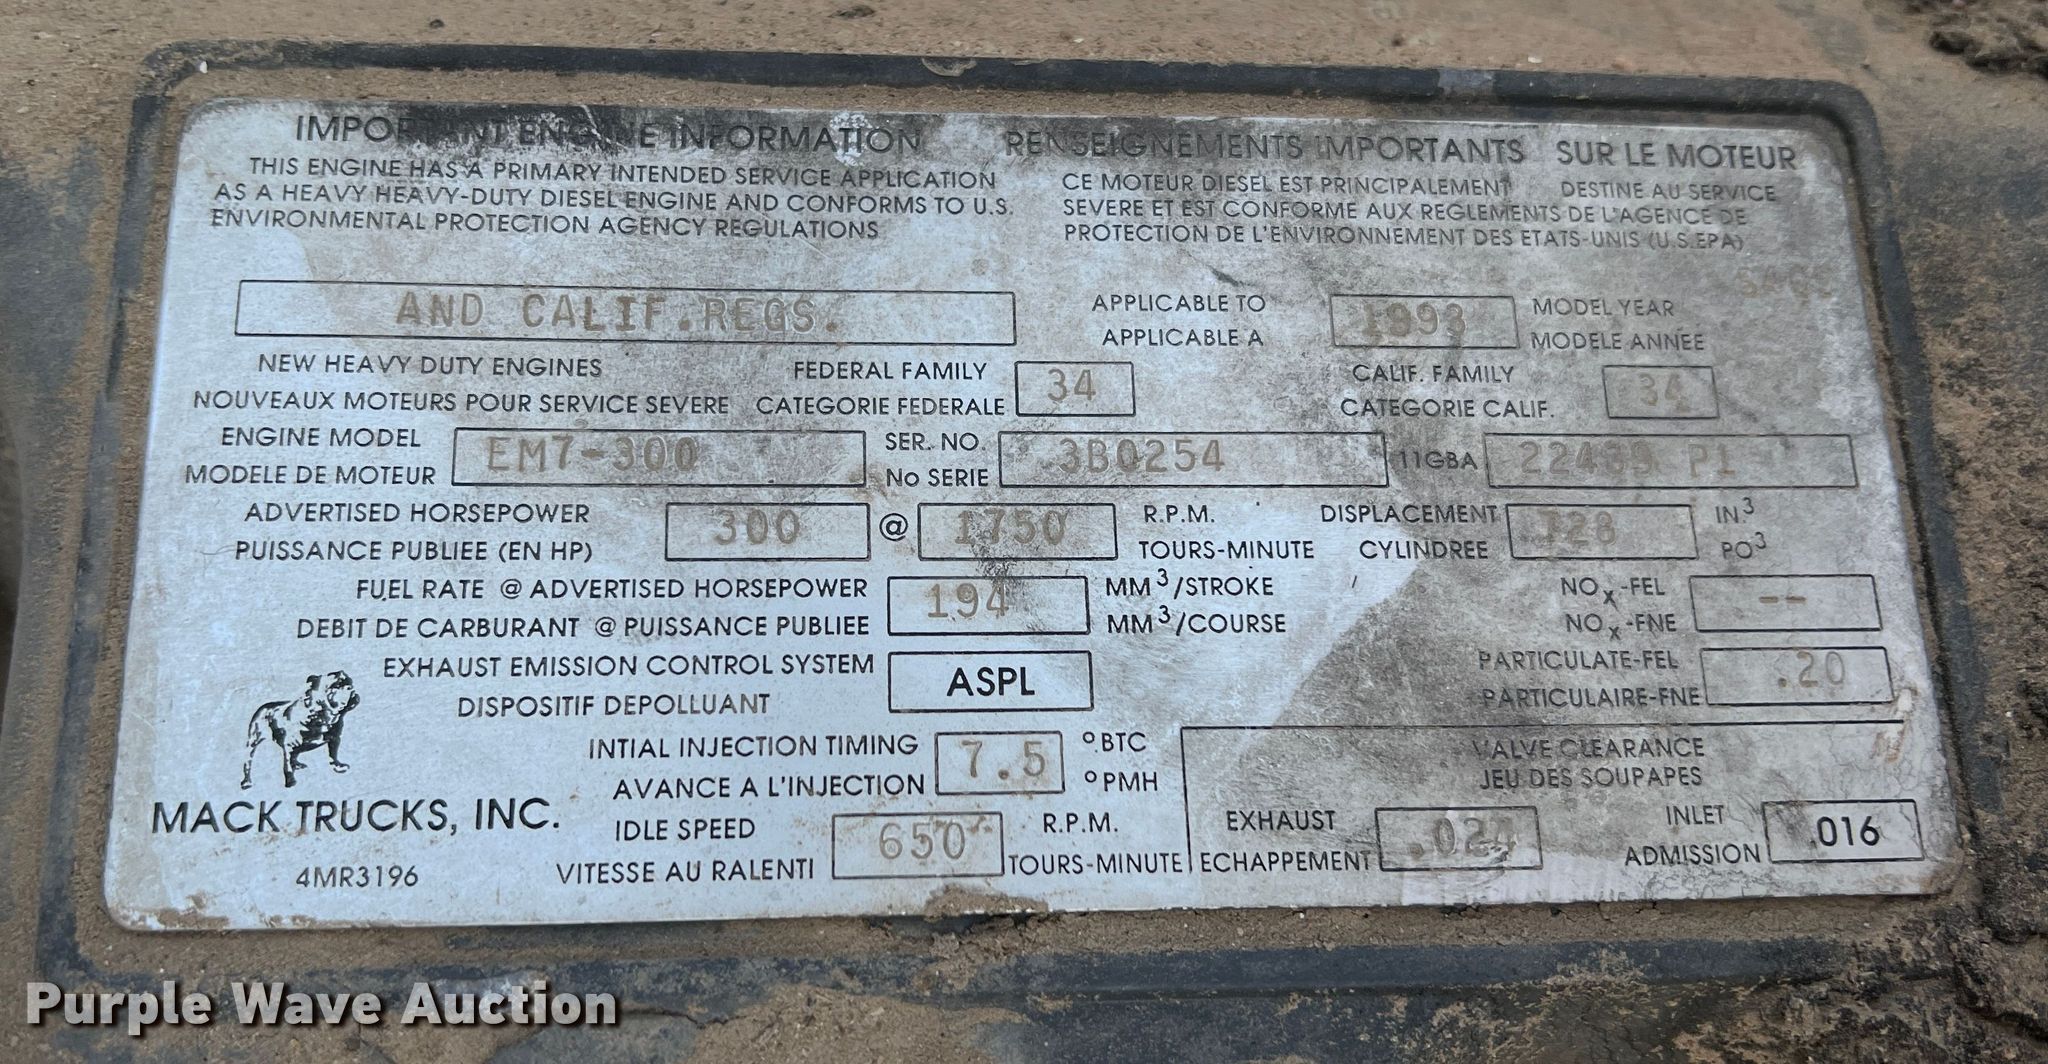 IMPORTANT ENGINE INFORMATION
THIS ENGINE HAS A PRIMARY INTENDED SERVICE APPLICATION
AS A HEAVY HEAVY-DUTY DIESEL ENGINE AND CONFORMS TO U.S.
ENVIRONMENTAL PROTECTION AGENCY REGULATIONS
RENSEIGNEMENTS IMPORTANTS SUR LE MOTEUR
CE MOTEUR DIESEL EST PRINCIPALEMENT DESTINE AU SERVICE
SEVERE ET EST CONFORME AUX REGLEMENTS DE L'AGENCE DE
PROTECTION DE L'ENVIRONNEMENT DES ETATS-UNIS (U.S.EPA)
AND CALIF.REGS.
APPLICABLE TO
APPLICABLE A
1993
MODEL YEAR
MODELE ANNÉE
NEW HEAVY DUTY ENGINES
NOUVEAUX MOTEURS POUR SERVICE SEVERE
FEDERAL FAMILY
CATEGORIE FEDERALE
34
CALIF. FAMILY
CATEGORIE CALIF.
34
ENGINE MODEL
MODELE DE MOTEUR
EM7-300
SER. NO.
No SERIE
3B0254
11GBA
22439 P1
ADVERTISED HORSEPOWER
PUISSANCE PUBLIEE (EN HP)
300
@
1750
R.P.M.
TOURS-MINUTE
DISPLACEMENT
CYLINDREE
728
IN.³
PO³
FUEL RATE @ ADVERTISED HORSEPOWER
DEBIT DE CARBURANT @ PUISSANCE PUBLIEE
194
MM³/STROKE
MM³/COURSE
NOx-FEL
NOx-FNE
--
EXHAUST EMISSION CONTROL SYSTEM
DISPOSITIF DEPOLLUANT
ASPL
PARTICULATE-FEL
PARTICULAIRE-FNE
.20
INTIAL INJECTION TIMING
AVANCE A L'INJECTION
7.5
°.BTC
°PMH
VALVE CLEARANCE
JEU DES SOUPAPES
MACK TRUCKS, INC.
4MR3196
IDLE SPEED
VITESSE AU RALENTI
650
R.P.M.
TOURS-MINUTE
EXHAUST
ECHAPPEMENT
.024
INLET
ADMISSION
.016
Purple Wave Auction